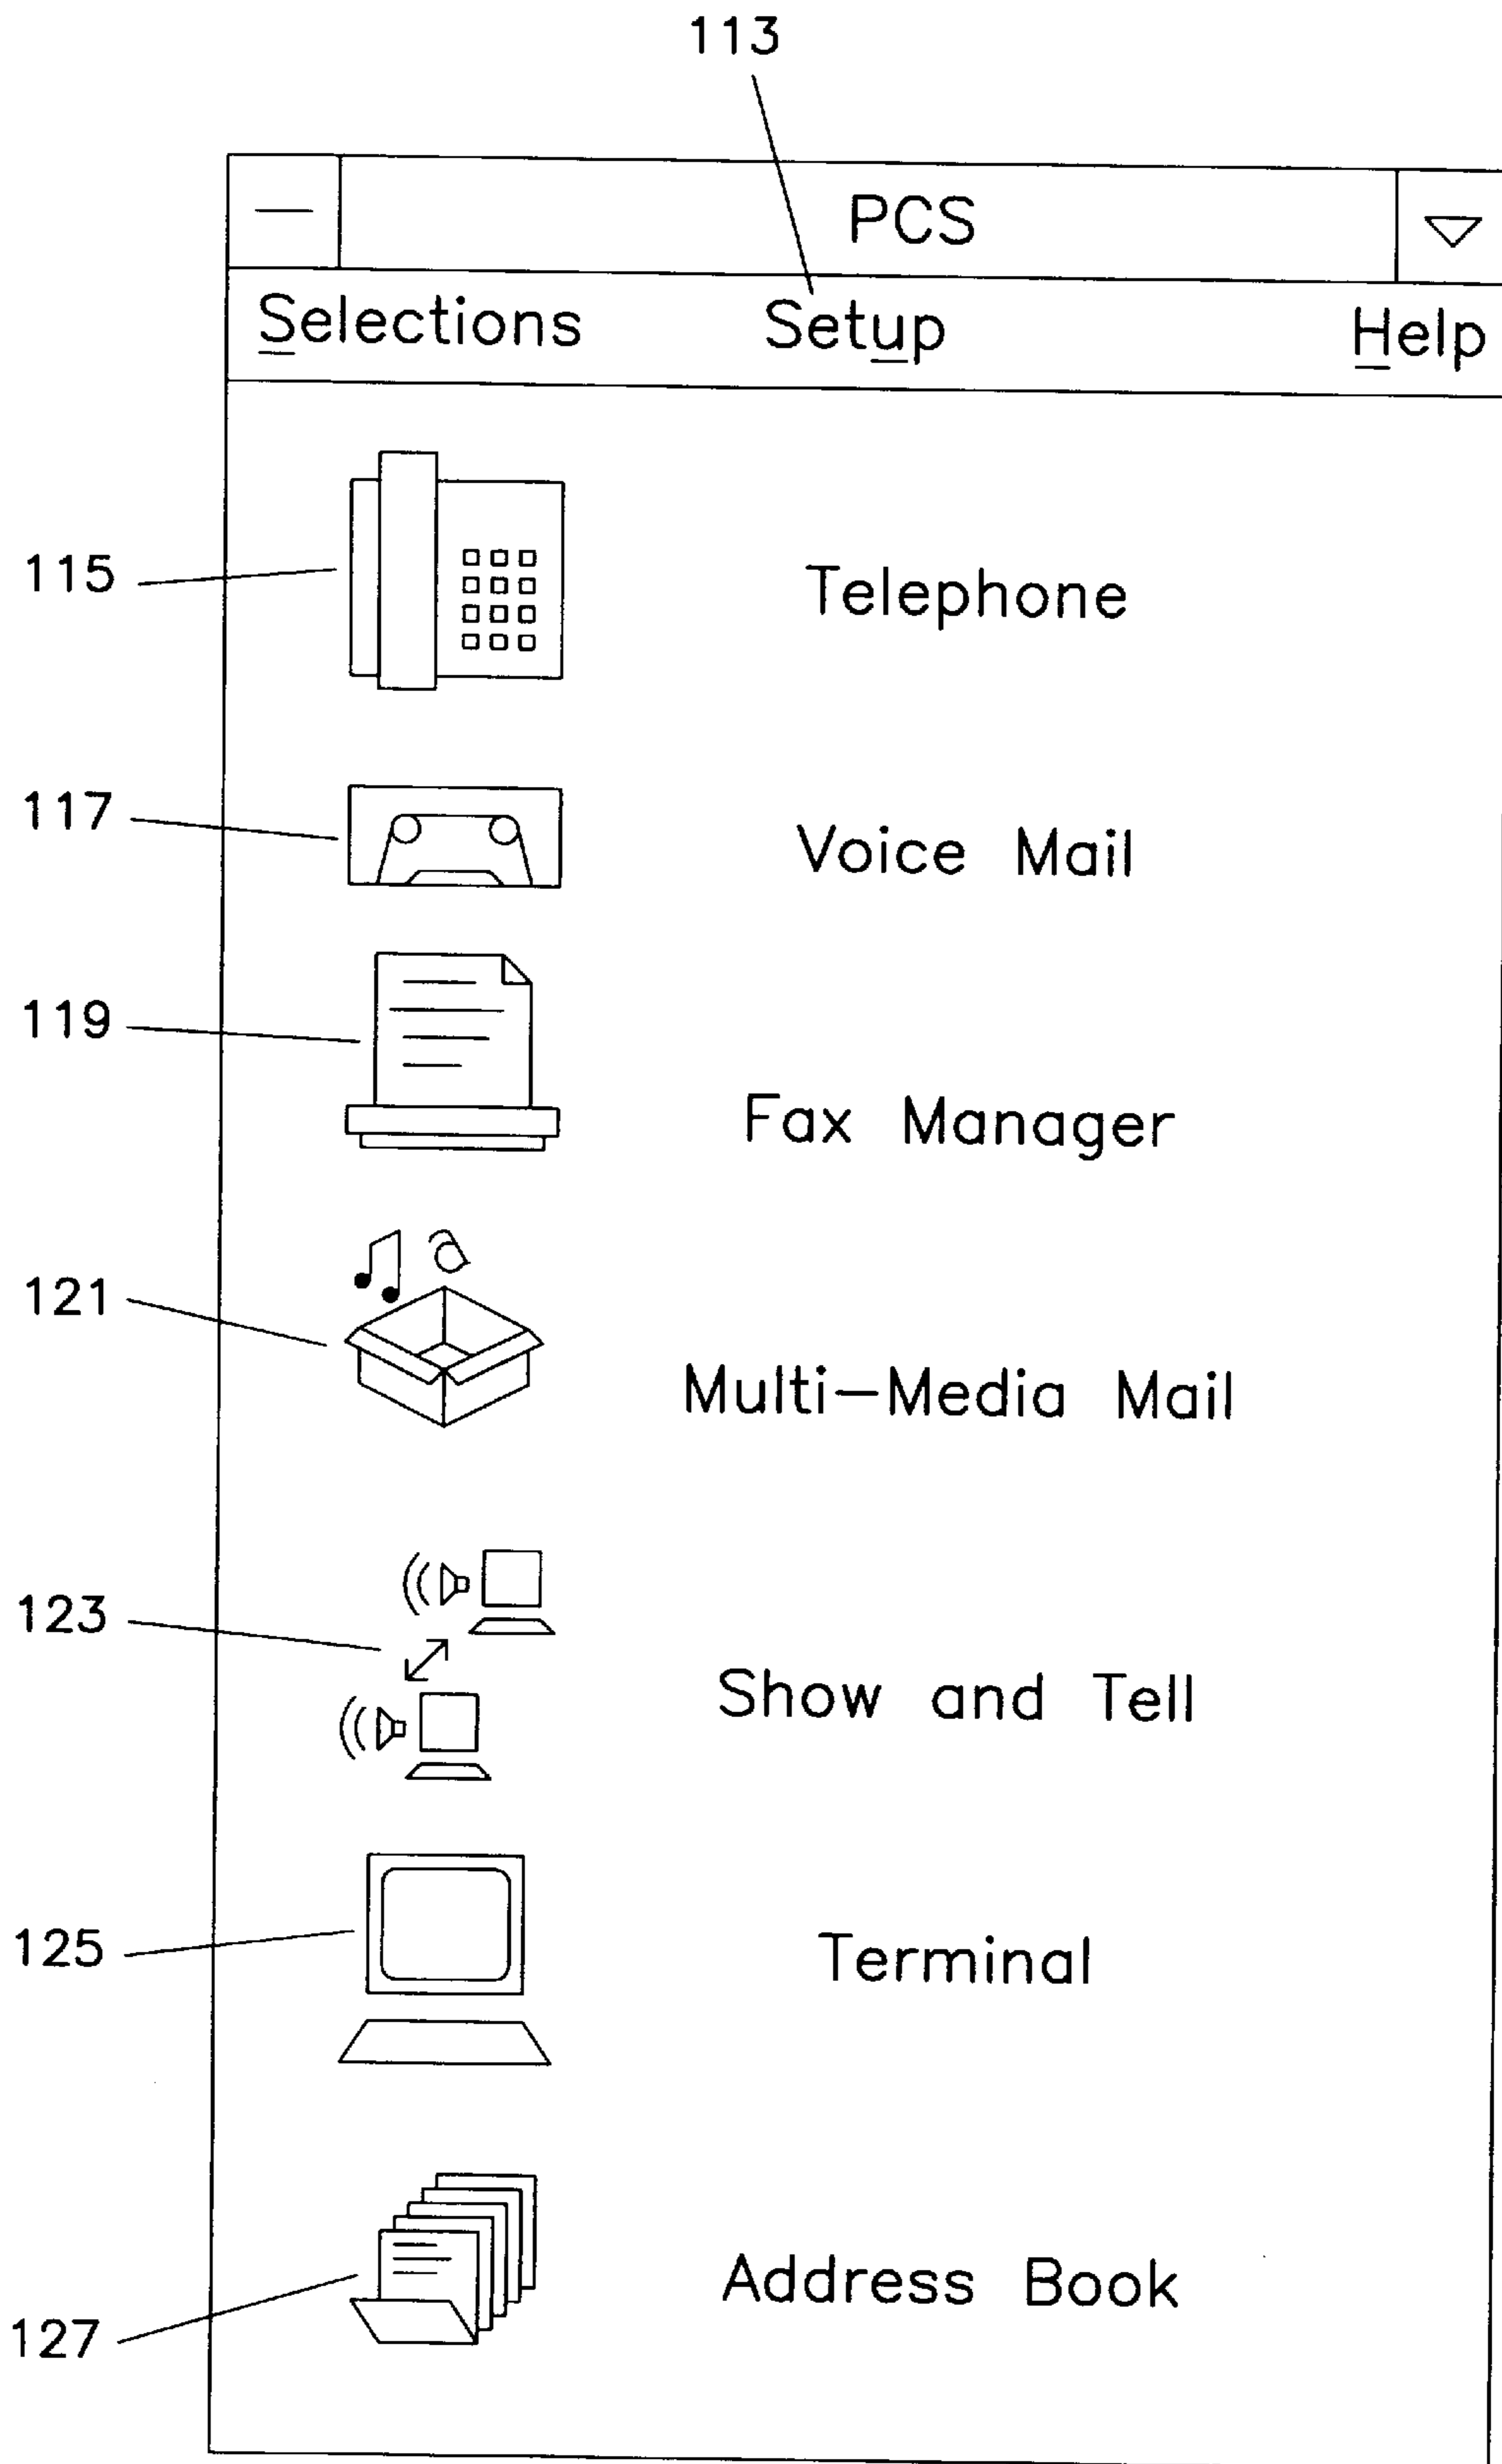 113
PCS
Selections Setup Help
115 Telephone
117 Voice Mail
119 Fax Manager
121 Multi-Media Mail
123 Show and Tell
125 Terminal
127 Address Book